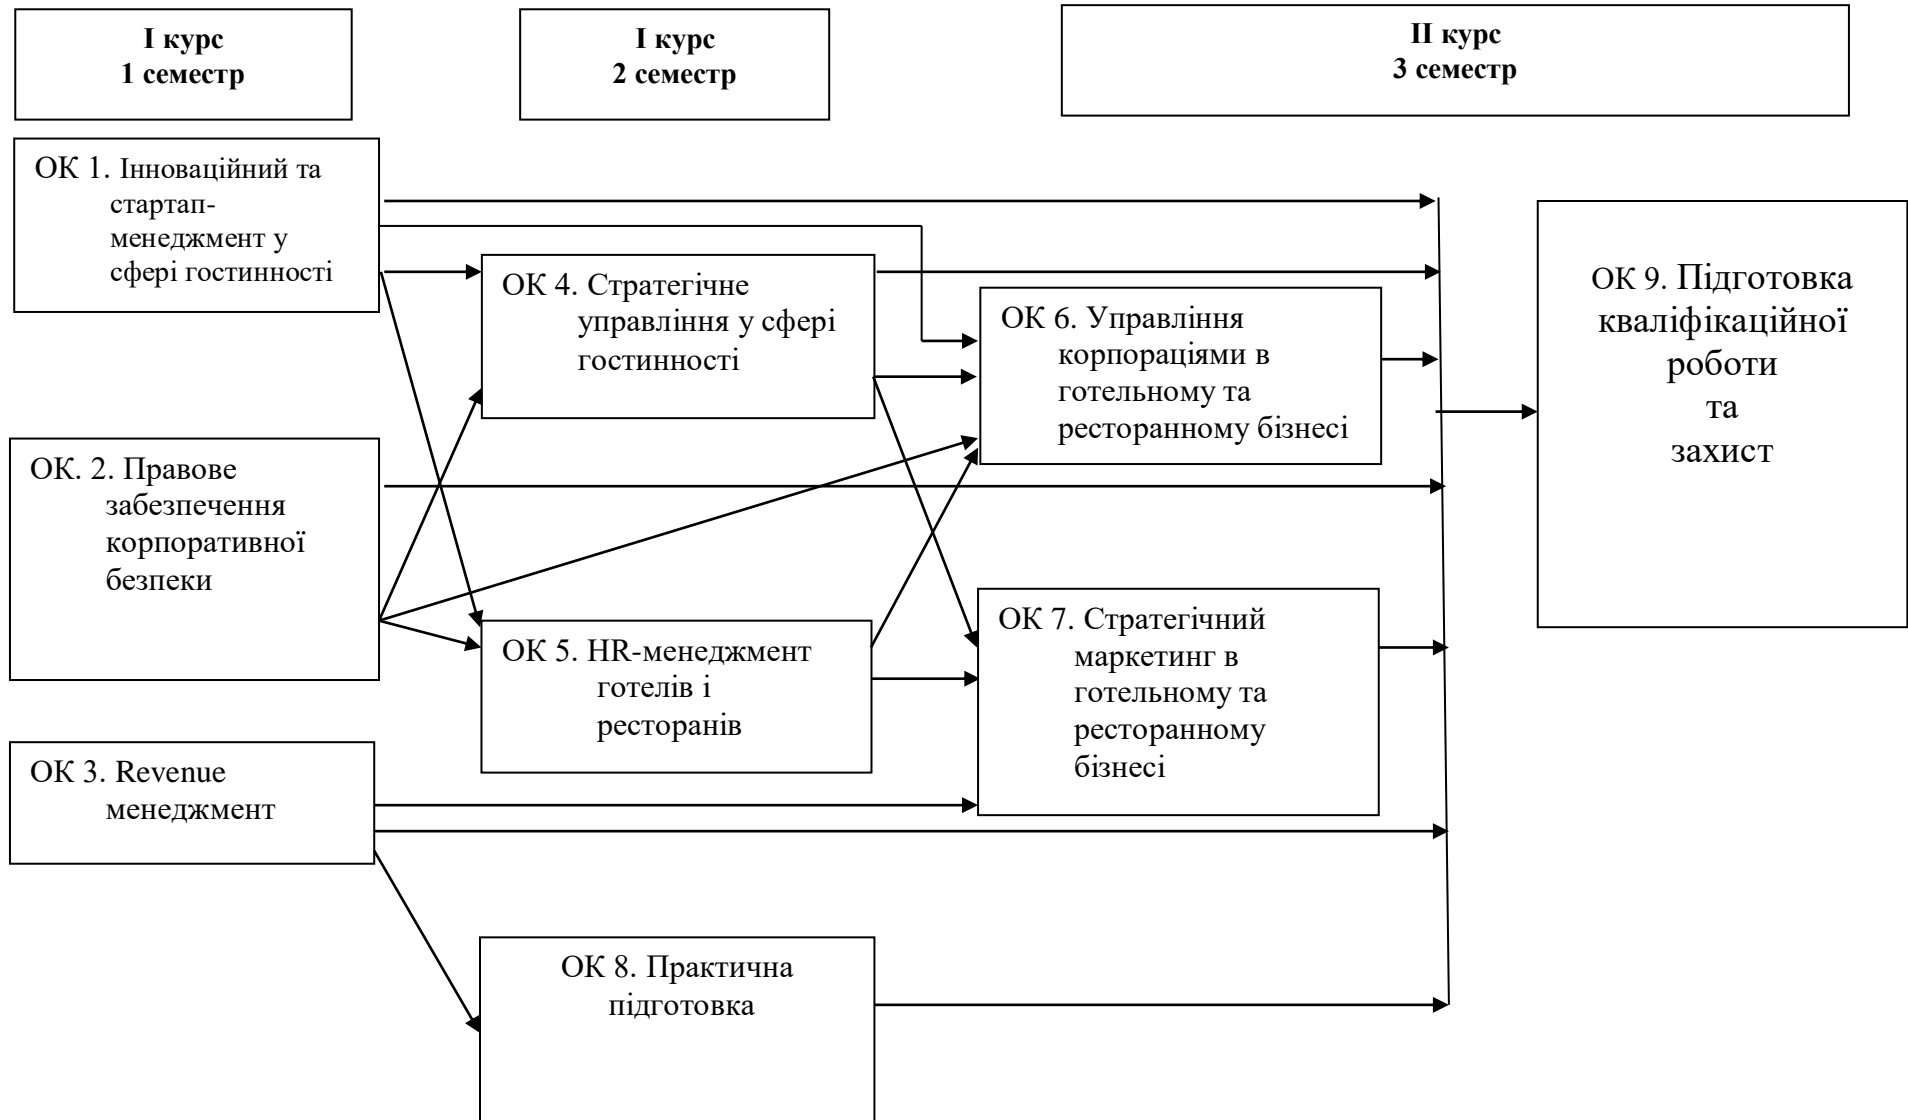 І курс
1 семестр
І курс
2 семестр
ІІ курс
3 семестр
ОК 1. Інноваційний та
стартап-
менеджмент у
сфері гостинності
ОК. 2. Правове
забезпечення
корпоративної
безпеки
ОК 3. Revenue
менеджмент
ОК 4. Стратегічне
управління у сфері
гостинності
ОК 5. HR-менеджмент
готелів і
ресторанів
ОК 8. Практична
підготовка
ОК 6. Управління
корпораціями в
готельному та
ресторанному бізнесі
ОК 7. Стратегічний
маркетинг в
готельному та
ресторанному
бізнесі
ОК 9. Підготовка
кваліфікаційної
роботи
та
захист